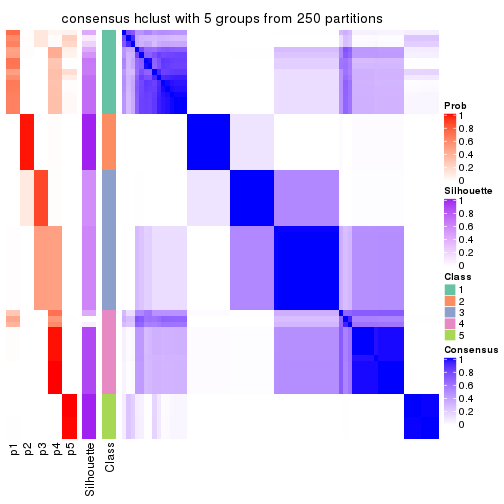 consensus hclust with 5 groups from 250 partitions
Prob
1
0.8
0.6
0.4
0.2
0
Silhouette
1
0.8
0.6
0.4
0.2
0
Class
1
2
3
4
5
Consensus
1
0.8
0.6
0.4
0.2
0
p1
p2
p3
p4
p5
Silhouette
Class